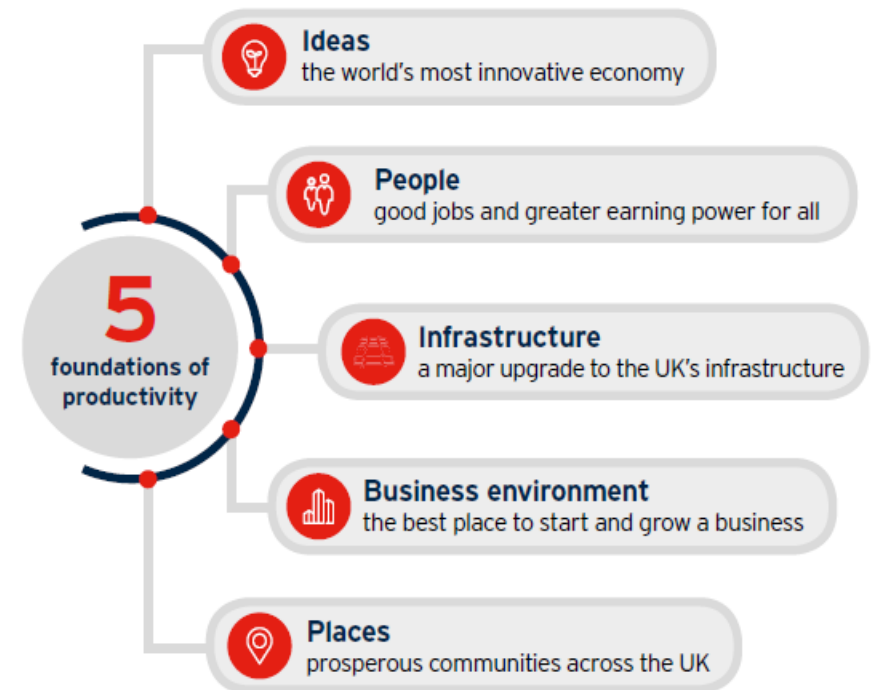 Ideas
the world's most innovative economy
People
good jobs and greater earning power for all
5
foundations of
productivity
Infrastructure
a major upgrade to the UK's infrastructure
Business environment
the best place to start and grow a business
Places
prosperous communities across the UK